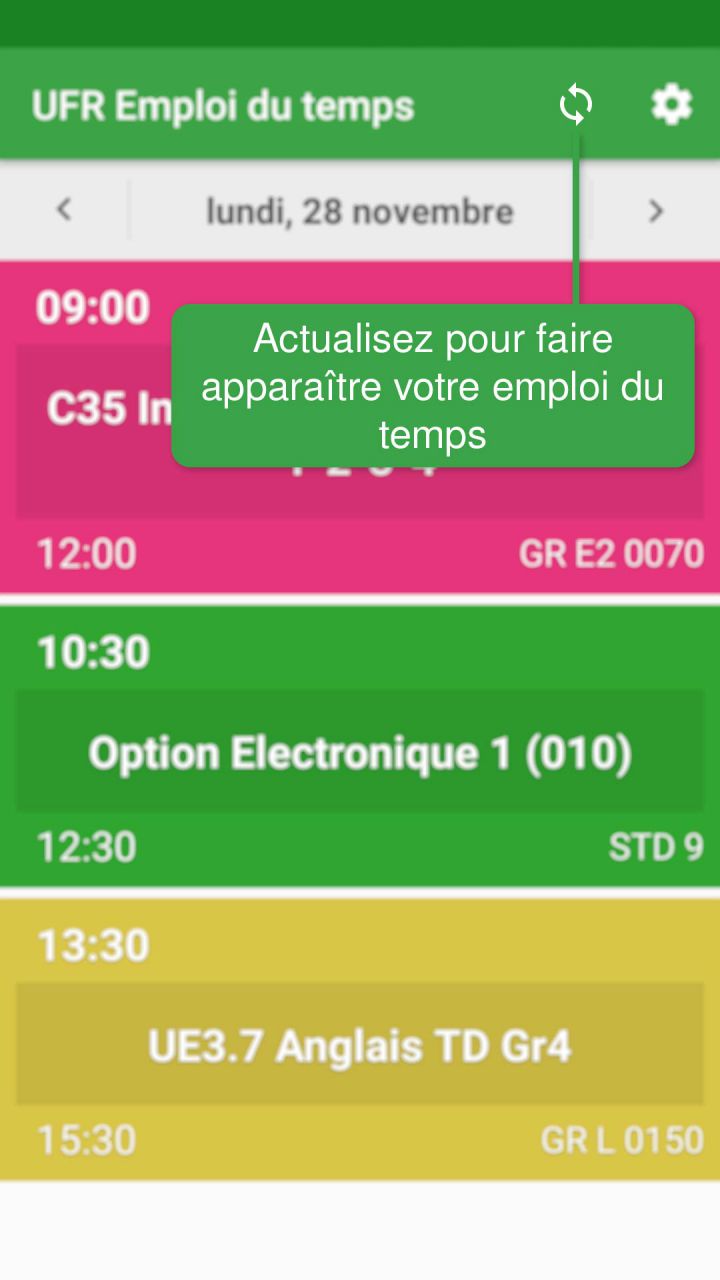 UFR Emploi du temps
lundi, 28 novembre
09:00
Actualisez pour faire
apparaître votre emploi du
temps
C35
12:00
GR E2 0070
10:30
Option Electronique 1 (010)
12:30
STD 9
13:30
UE3.7 Anglais TD Gr4
15:30
GR L 0150